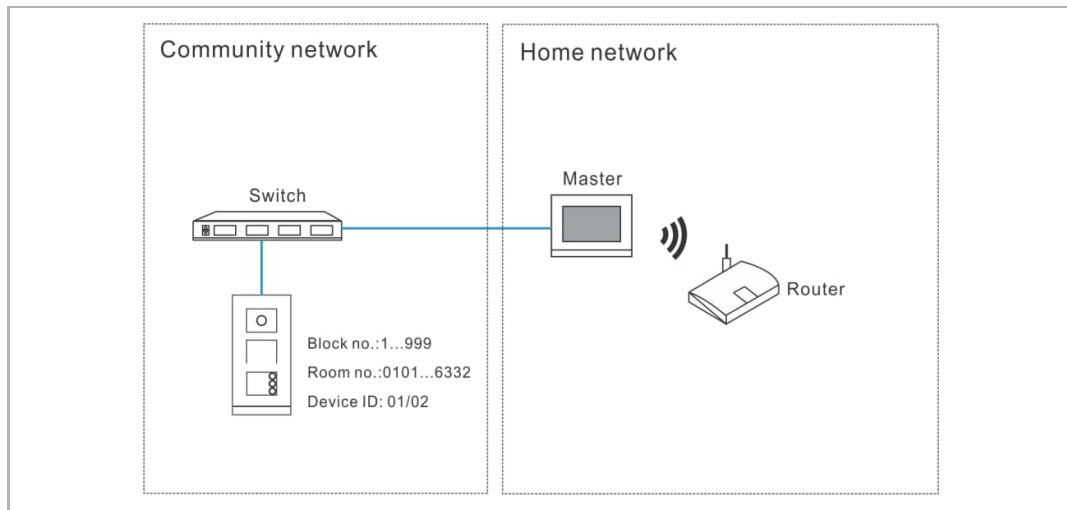 Community network
Home network
Master
Switch
Router
Block no.:1...999
Room no.:0101...6332
Device ID: 01/02